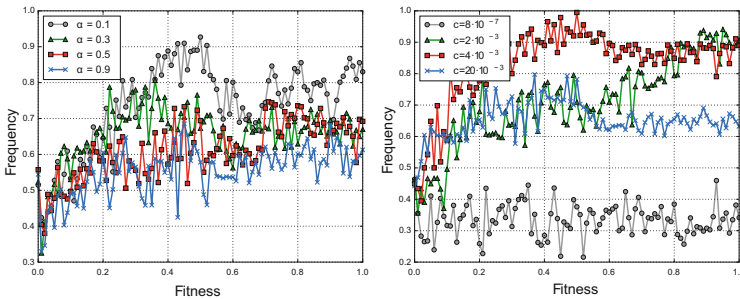 1.0
0.9
0.8
0.7
0.6
0.5
0.4
0.3
0.2
Frequency
α = 0.1
α = 0.3
α = 0.5
α = 0.9
0.0 0.2 0.4 0.6 0.8 1.0
Fitness
1.0
0.9
0.8
0.7
0.6
0.5
0.4
0.3
0.2
Frequency
c=8·10 ⁻⁷
c=2·10 ⁻³
c=4·10 ⁻³
c=20·10 ⁻³
0.0 0.2 0.4 0.6 0.8 1.0
Fitness